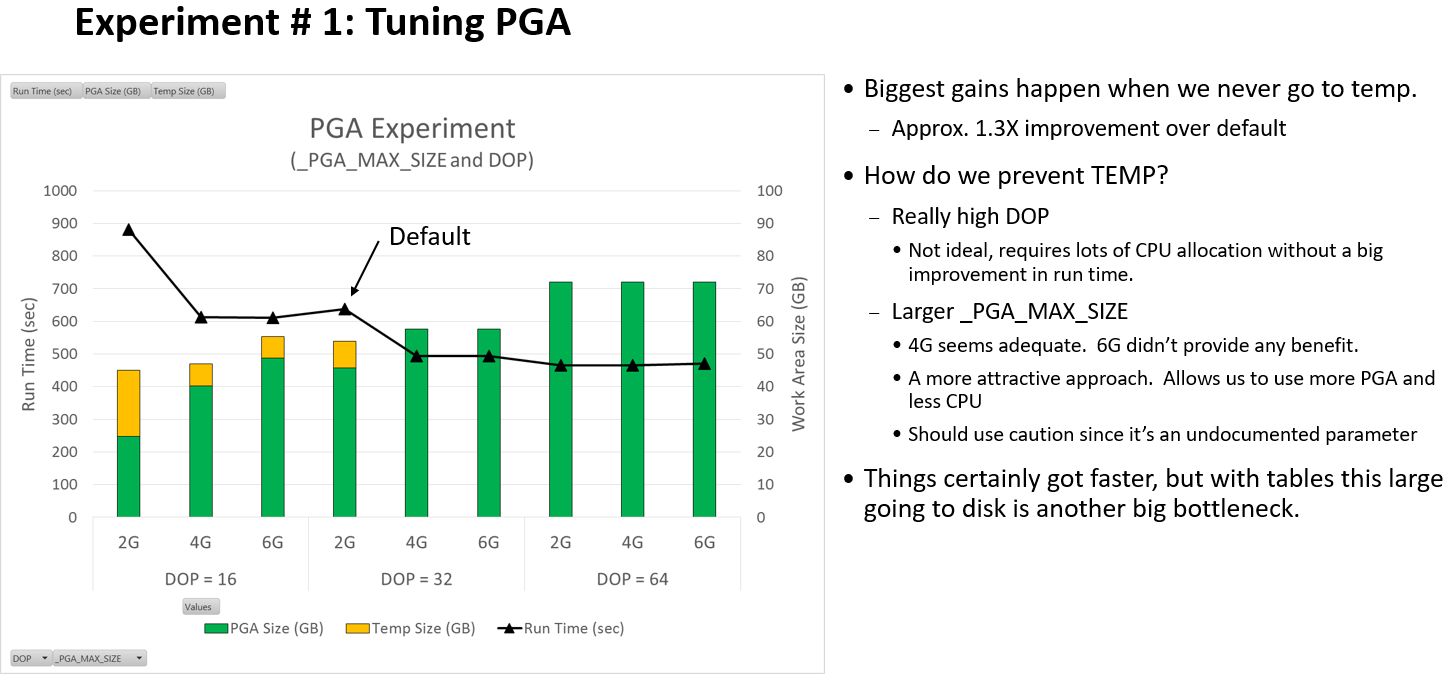 Experiment # 1: Tuning PGA
Run Time (sec) PGA Size (GB) Temp Size (GB)
PGA Experiment
(_PGA_MAX_SIZE and DOP)
1000
900
800
700
600
500
400
300
200
100
0
Run Time (sec)
Default
100
90
80
70
60
50
40
30
20
10
0
Work Area Size (GB)
2G 4G 6G 2G 4G 6G 2G 4G 6G
DOP = 16 DOP = 32 DOP = 64
Values
PGA Size (GB) Temp Size (GB) Run Time (sec)
DOP _PGA_MAX_SIZE
• Biggest gains happen when we never go to temp.
– Approx. 1.3X improvement over default
• How do we prevent TEMP?
– Really high DOP
• Not ideal, requires lots of CPU allocation without a big
improvement in run time.
– Larger _PGA_MAX_SIZE
• 4G seems adequate.  6G didn’t provide any benefit.
• A more attractive approach.  Allows us to use more PGA and
less CPU
• Should use caution since it’s an undocumented parameter
• Things certainly got faster, but with tables this large
going to disk is another big bottleneck.